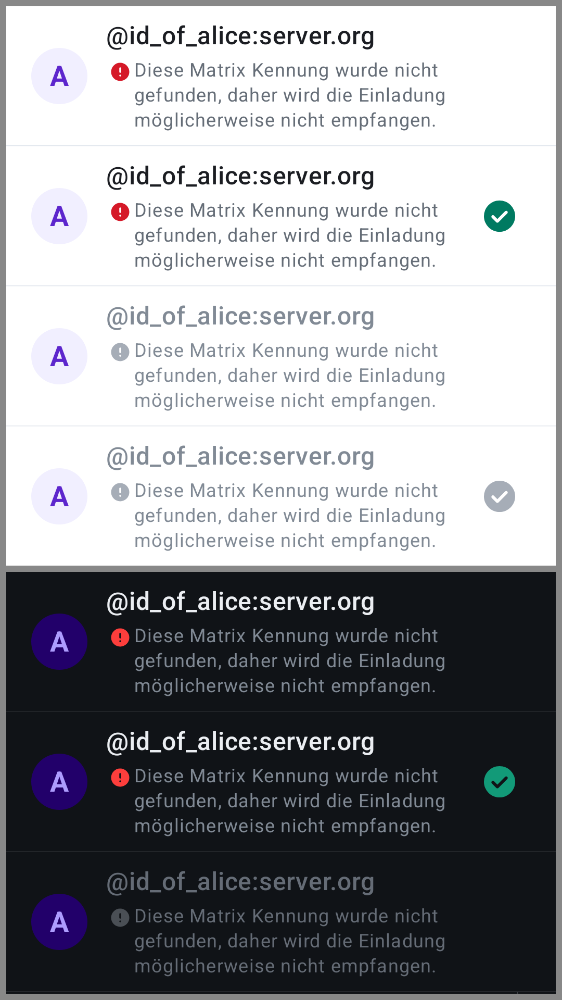 @id_of_alice:server.org
A
Diese Matrix Kennung wurde nicht
gefunden, daher wird die Einladung
möglicherweise nicht empfangen.
@id_of_alice:server.org
A
Diese Matrix Kennung wurde nicht
gefunden, daher wird die Einladung
möglicherweise nicht empfangen.
@id_of_alice:server.org
A
Diese Matrix Kennung wurde nicht
gefunden, daher wird die Einladung
möglicherweise nicht empfangen.
@id_of_alice:server.org
A
Diese Matrix Kennung wurde nicht
gefunden, daher wird die Einladung
möglicherweise nicht empfangen.
@id_of_alice:server.org
A
Diese Matrix Kennung wurde nicht
gefunden, daher wird die Einladung
möglicherweise nicht empfangen.
@id_of_alice:server.org
A
Diese Matrix Kennung wurde nicht
gefunden, daher wird die Einladung
möglicherweise nicht empfangen.
@id_of_alice:server.org
A
Diese Matrix Kennung wurde nicht
gefunden, daher wird die Einladung
möglicherweise nicht empfangen.